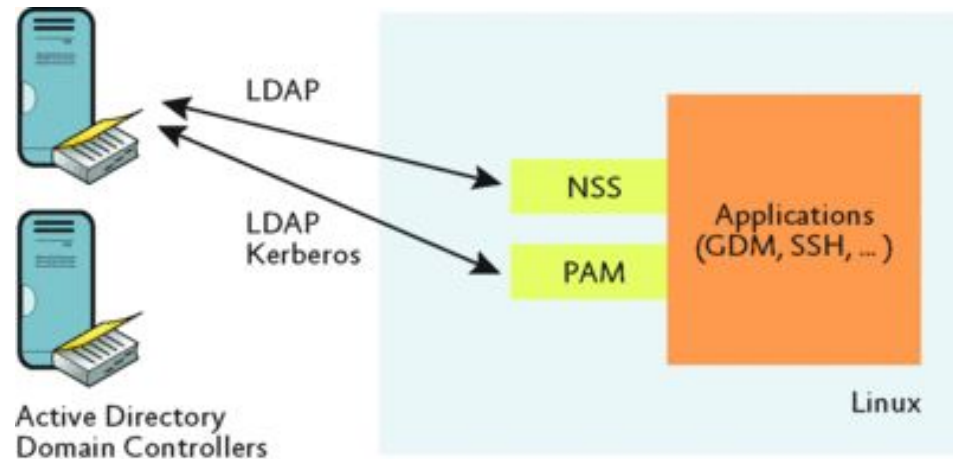 LDAP
LDAP
Kerberos
NSS
PAM
Applications
(GDM, SSH, ... )
Linux
Active Directory
Domain Controllers